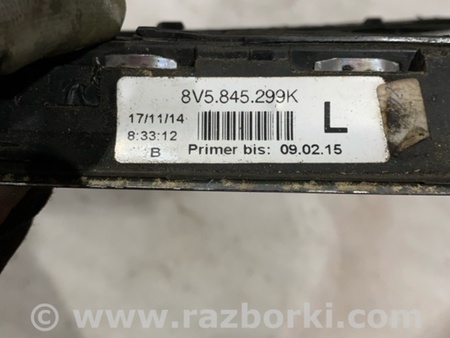 8V5.845.299K
17/11/14
8:33:12
L
B
Primer bis: 09.02.15
© www.razborki.com